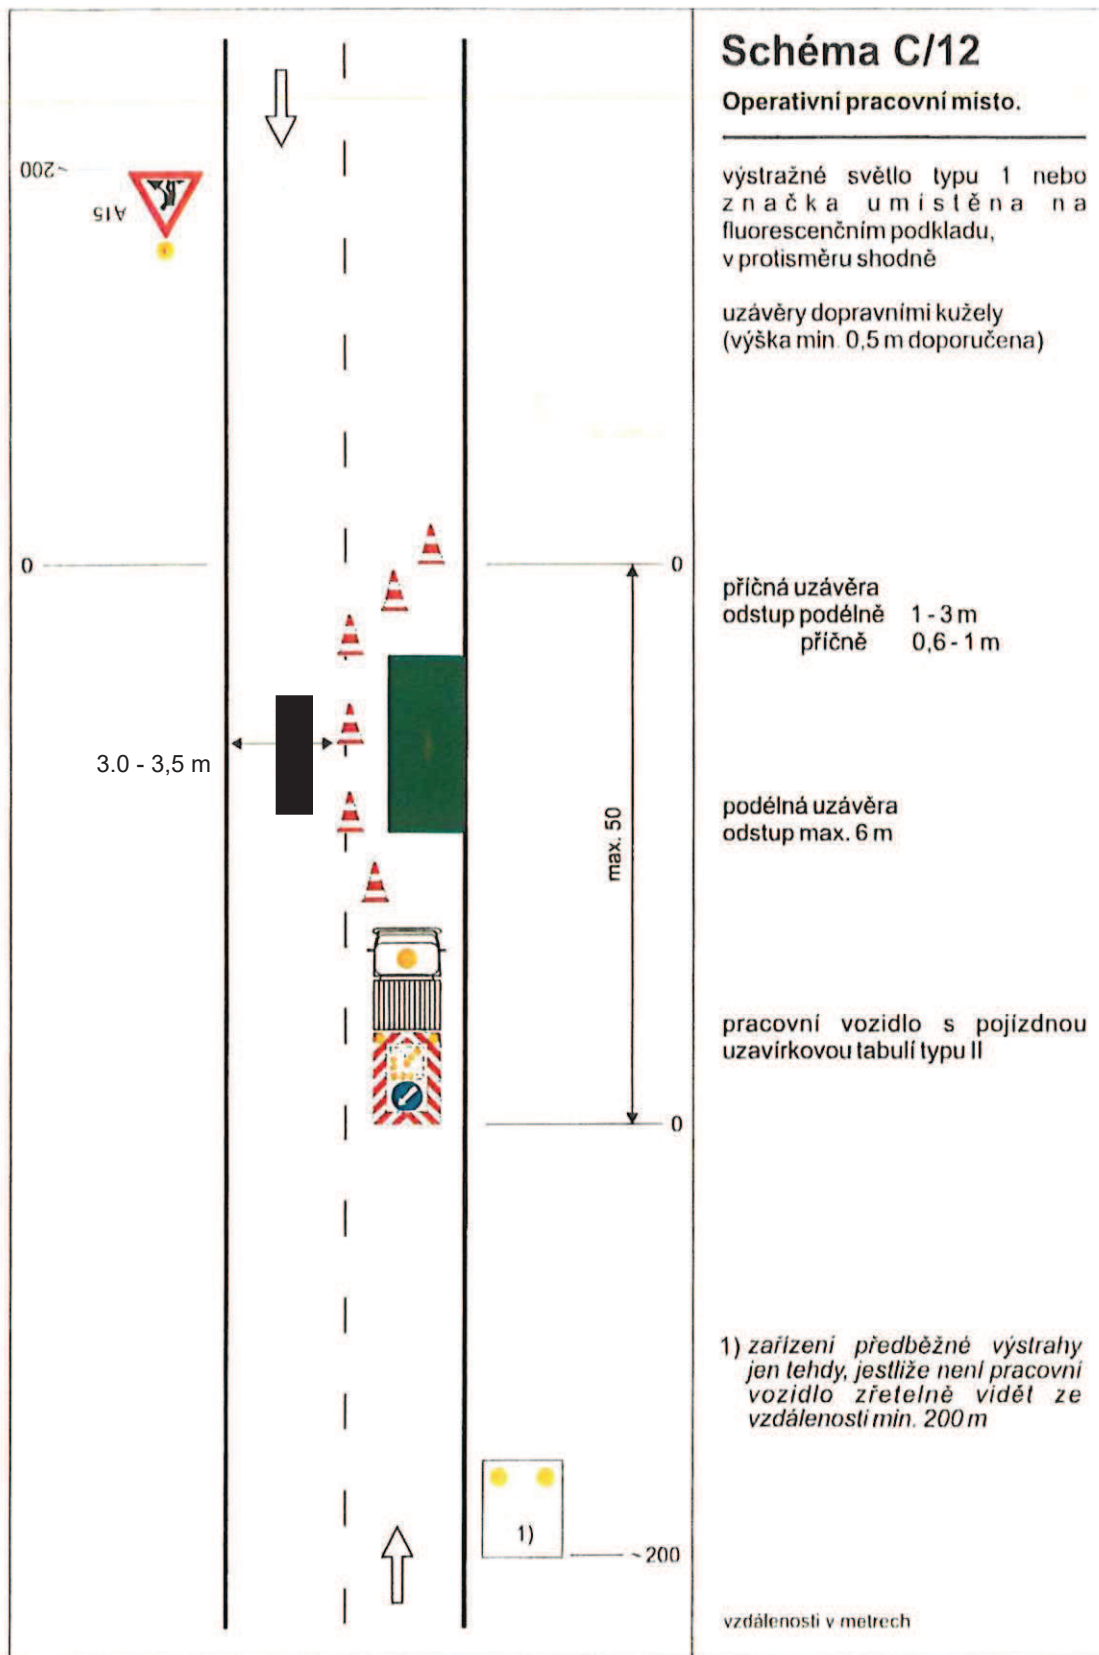 Schéma C/12
Operativní pracovní místo.
výstražné světlo typu 1 nebo
značka umístěna na
fluorescenčním podkladu,
v protisměru shodně
uzávěry dopravními kužely
(výška min. 0,5 m doporučena)
~200
A15
0
0
příčná uzávěra
odstup podélně 1 - 3 m
příčně 0,6 - 1 m
3.0 - 3,5 m
max. 50
podélná uzávěra
odstup max. 6 m
pracovní vozidlo s pojízdnou
uzavírkovou tabulí typu II
0
1) zařízení předběžné výstrahy
jen tehdy, jestliže není pracovní
vozidlo zřetelně vidět ze
vzdálenosti min. 200 m
1)
~200
vzdálenosti v metrech